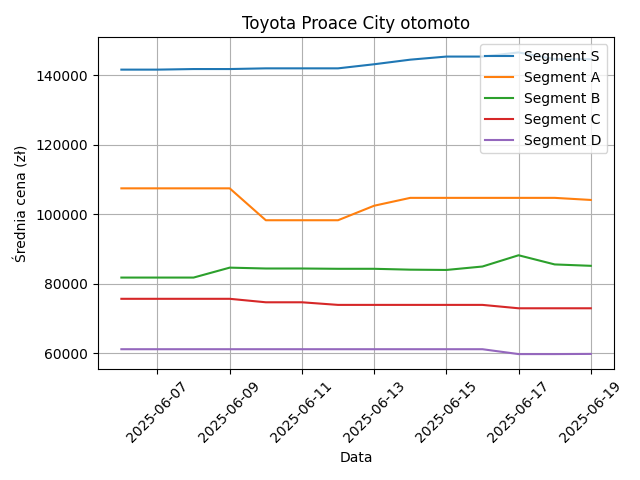 Toyota Proace City otomoto
Segment S
Segment A
Segment B
Segment C
Segment D
140000
120000
100000
80000
60000
Średnia cena (zł)
2025-06-07
2025-06-09
2025-06-11
2025-06-13
2025-06-15
2025-06-17
2025-06-19
Data